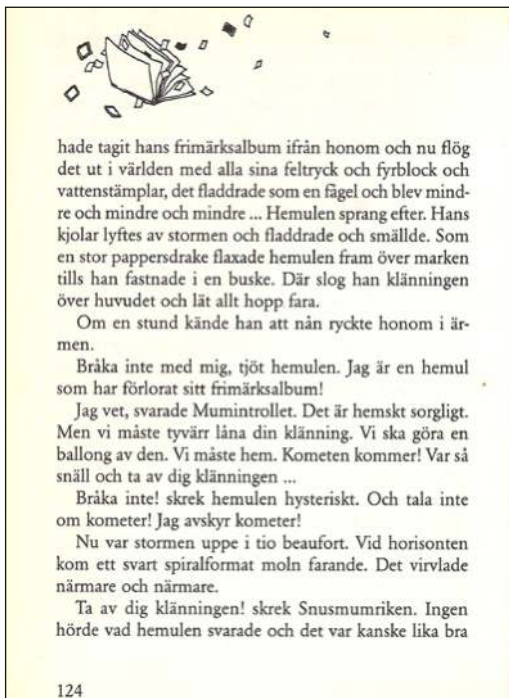 hade tagit hans frimärksalbum ifrån honom och nu flög
det ut i världen med alla sina feltryck och fyrblock och
vattenstämplar, det fladdrade som en fågel och blev mind-
re och mindre och mindre ... Hemulen sprang efter. Hans
kjolar lyftes av stormen och fladdrade och smällde. Som
en stor pappersdrake flaxade hemulen fram över marken
tills han fastnade i en buske. Där slog han klänningen
över huvudet och lät allt hopp fara.
Om en stund kände han att nån ryckte honom i är-
men.
Bråka inte med mig, tjöt hemulen. Jag är en hemul
som har förlorat sitt frimärksalbum!
Jag vet, svarade Mumintrollet. Det är hemskt sorgligt.
Men vi måste tyvärr låna din klänning. Vi ska göra en
ballong av den. Vi måste hem. Kometen kommer! Var så
snäll och ta av dig klänningen ...
Bråka inte! skrek hemulen hysteriskt. Och tala inte
om kometer! Jag avskyr kometer!
Nu var stormen uppe i tio beaufort. Vid horisonten
kom ett svart spiralformat moln farande. Det virvlade
närmare och närmare.
Ta av dig klänningen! skrek Snusmumriken. Ingen
hörde vad hemulen svarade och det var kanske lika bra
124